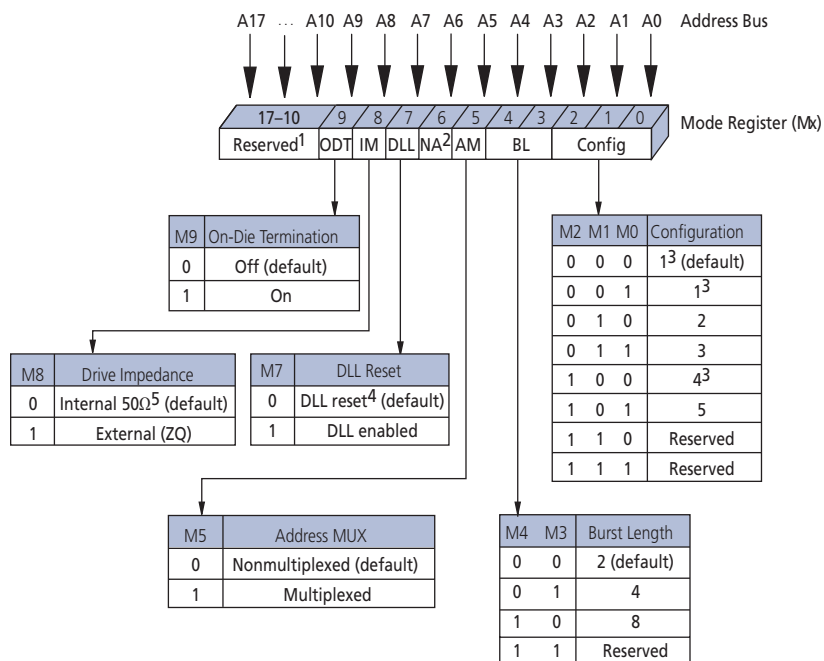 A17 ... A10 A9 A8 A7 A6 A5 A4 A3 A2 A1 A0 Address Bus
17–10 9 8 7 6 5 4 3 2 1 0 Mode Register (Mx)
Reserved1 ODT IM DLL NA2 AM BL Config
M9 On-Die Termination
0 Off (default)
1 On
M2 M1 M0 Configuration
0 0 0 13 (default)
0 0 1 13
0 1 0 2
0 1 1 3
1 0 0 43
1 0 1 5
1 1 0 Reserved
1 1 1 Reserved
M8 Drive Impedance
0 Internal 50Ω5 (default)
1 External (ZQ)
M7 DLL Reset
0 DLL reset4 (default)
1 DLL enabled
M5 Address MUX
0 Nonmultiplexed (default)
1 Multiplexed
M4 M3 Burst Length
0 0 2 (default)
0 1 4
1 0 8
1 1 Reserved